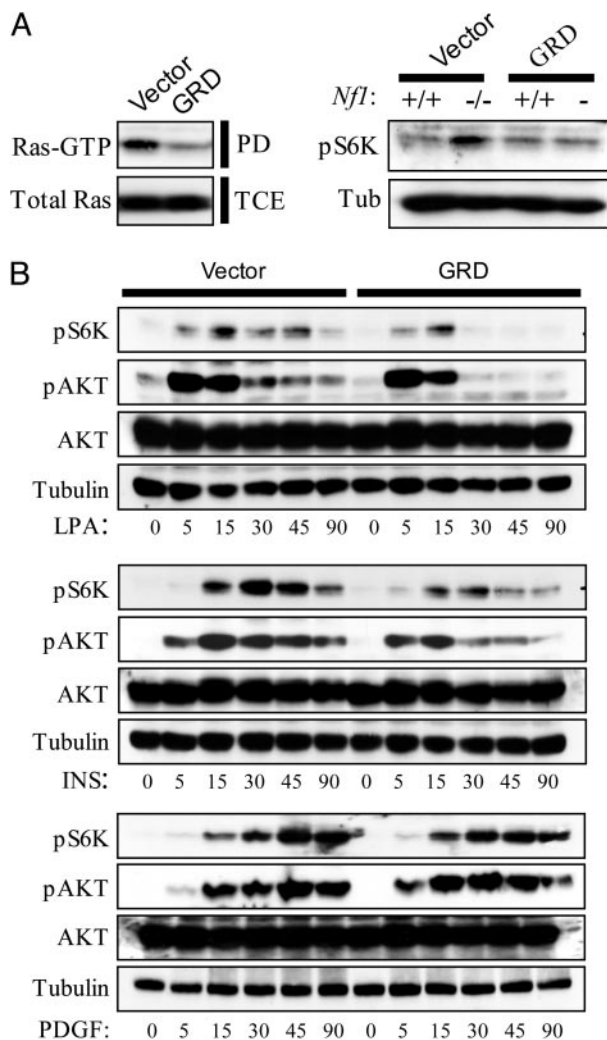 A
Vector GRD
Ras-GTP PD
Total Ras TCE
Vector GRD
Nf1: +/+ -/- +/+ -
pS6K
Tub
B
Vector GRD
pS6K
pAKT
AKT
Tubulin
LPA: 0 5 15 30 45 90 0 5 15 30 45 90
pS6K
pAKT
AKT
Tubulin
INS: 0 5 15 30 45 90 0 5 15 30 45 90
pS6K
pAKT
AKT
Tubulin
PDGF: 0 5 15 30 45 90 0 5 15 30 45 90